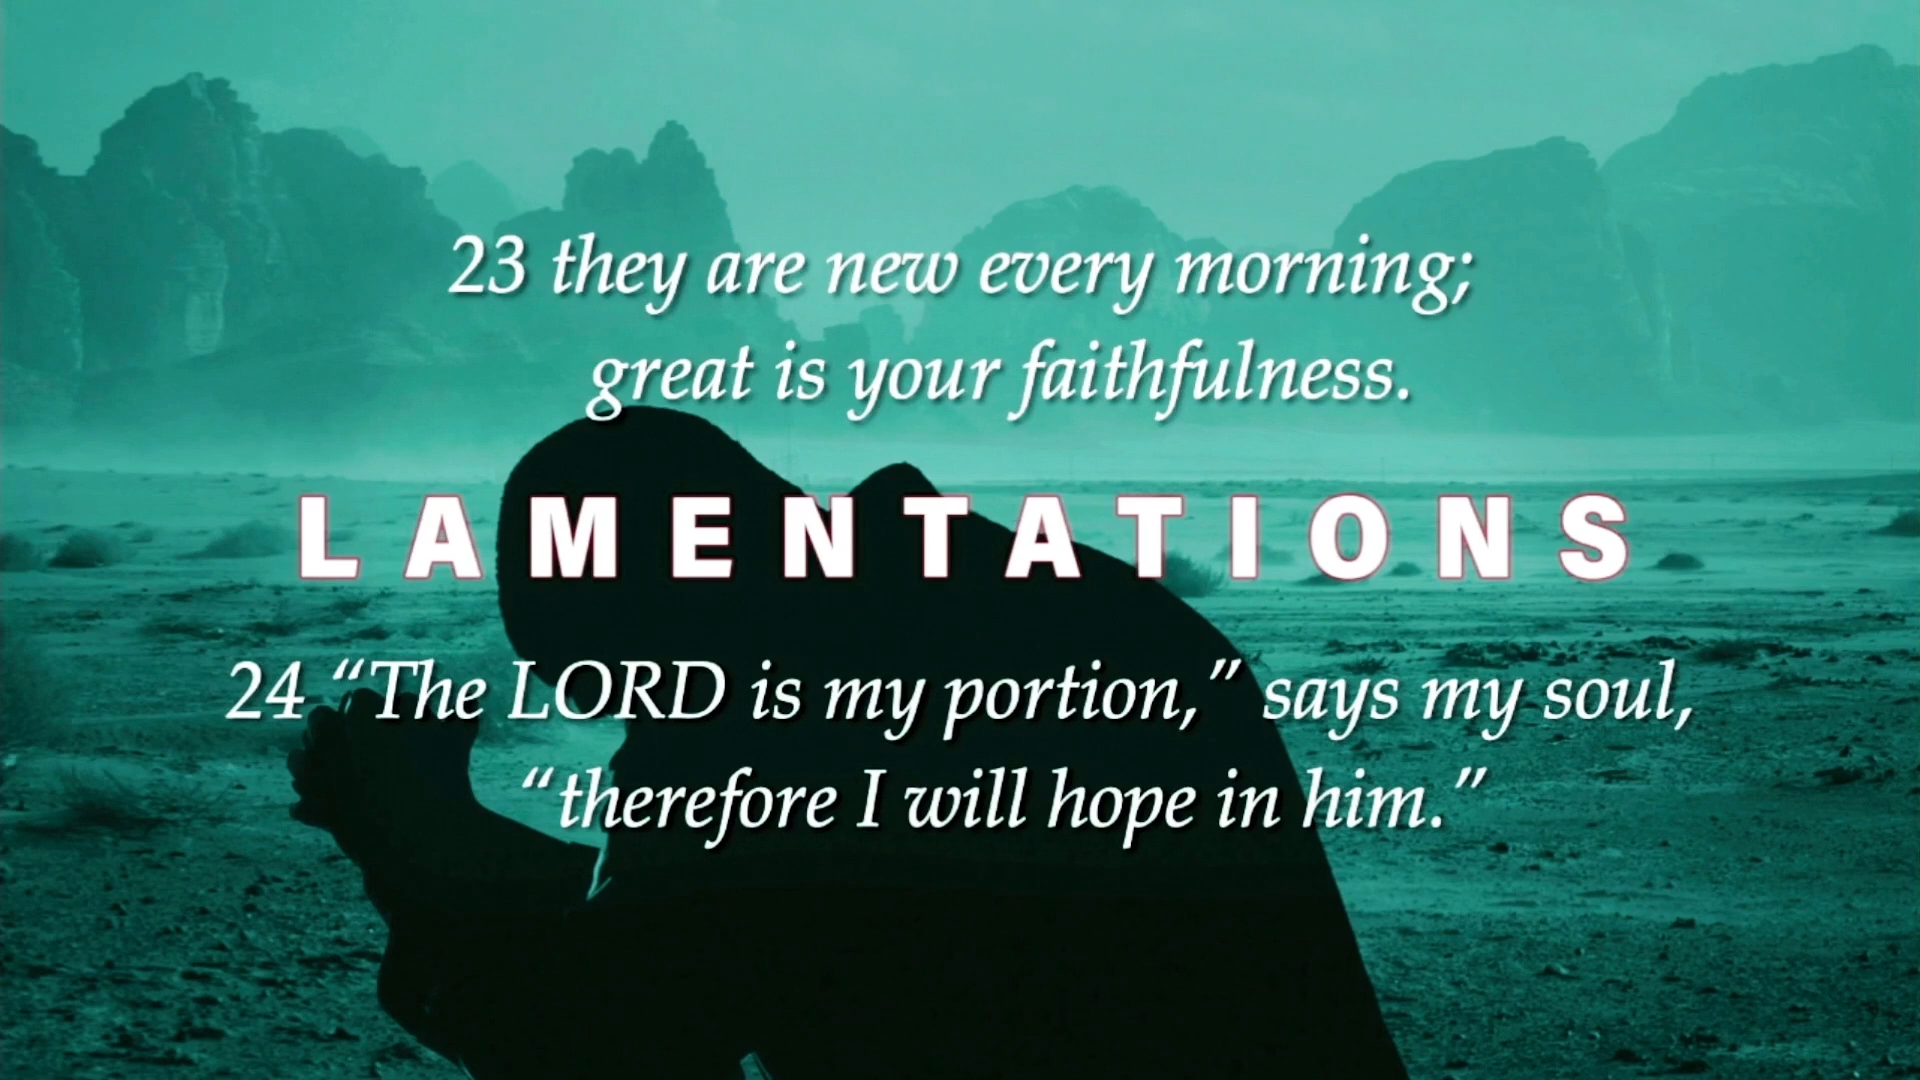 23 they are new every morning;
great is your faithfulness.
LAMENTATIONS
24 “The LORD is my portion,” says my soul,
“therefore I will hope in him.”